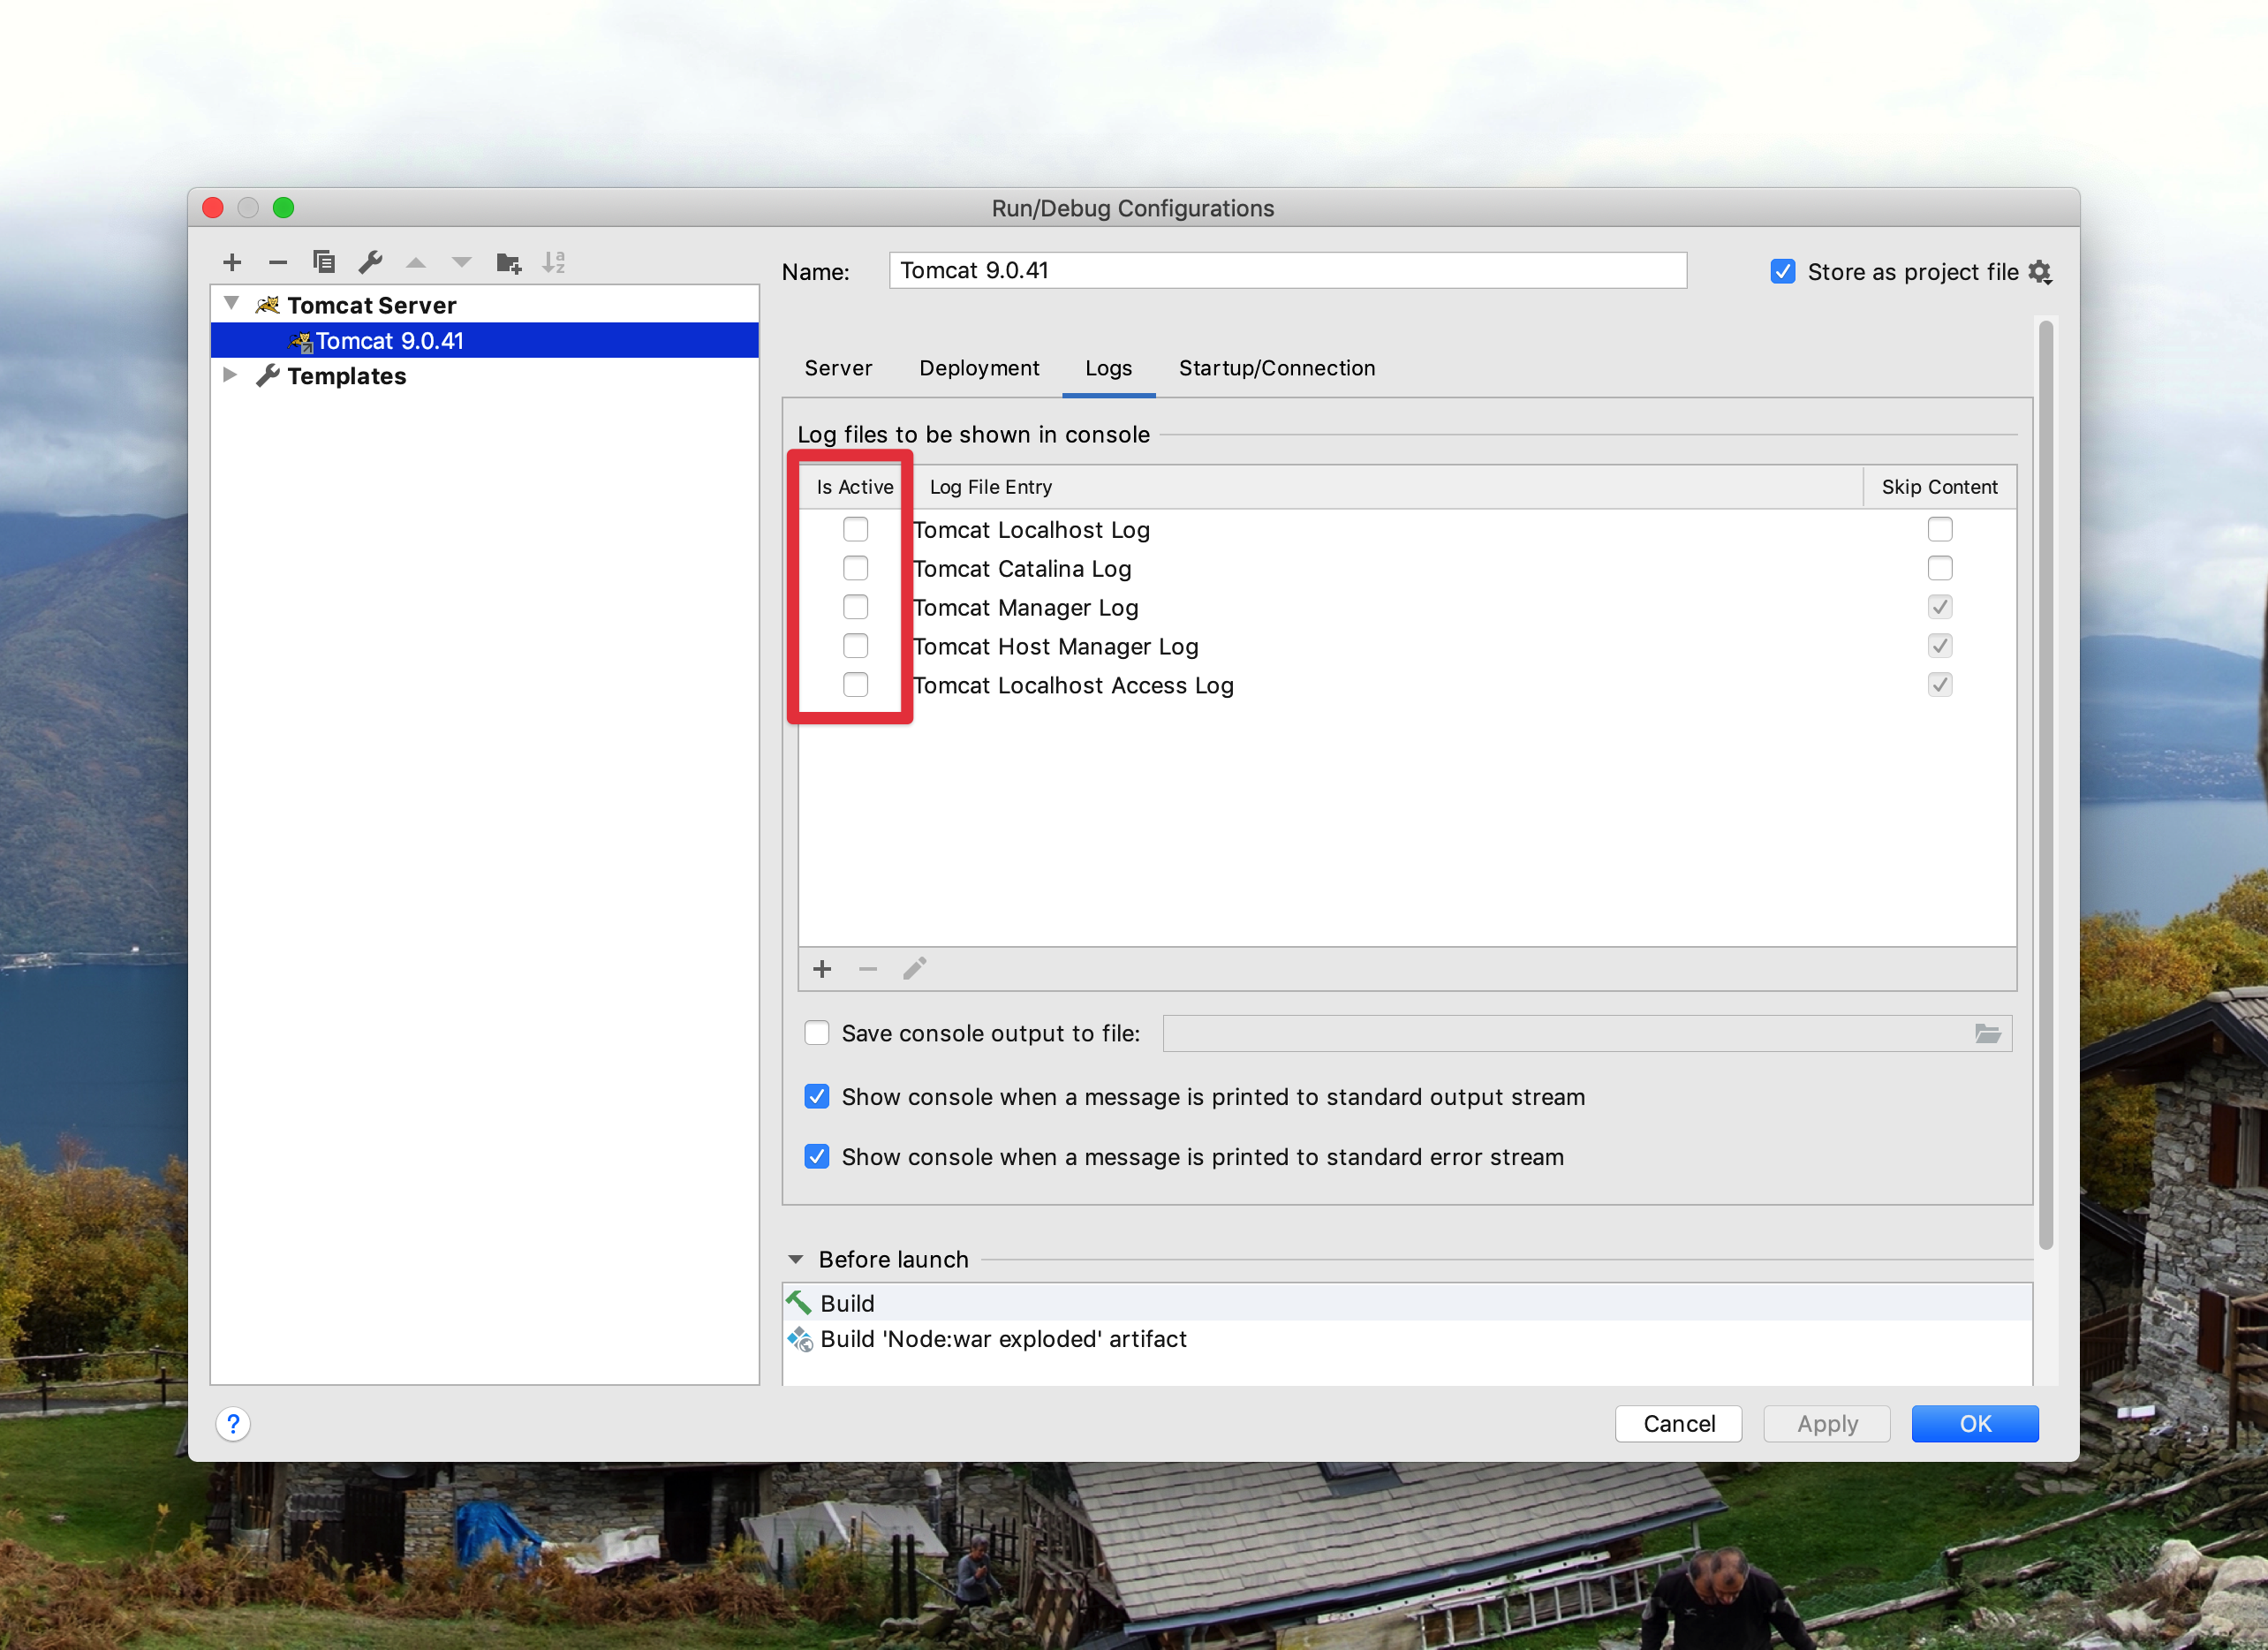 Run/Debug Configurations
Tomcat Server
Tomcat 9.0.41
Templates
Name: Tomcat 9.0.41
Store as project file
Server Deployment Logs Startup/Connection
Log files to be shown in console
Is Active Log File Entry Skip Content
Tomcat Localhost Log
Tomcat Catalina Log
Tomcat Manager Log
Tomcat Host Manager Log
Tomcat Localhost Access Log
Save console output to file:
Show console when a message is printed to standard output stream
Show console when a message is printed to standard error stream
Before launch
Build
Build 'Node:war exploded' artifact
? Cancel Apply OK